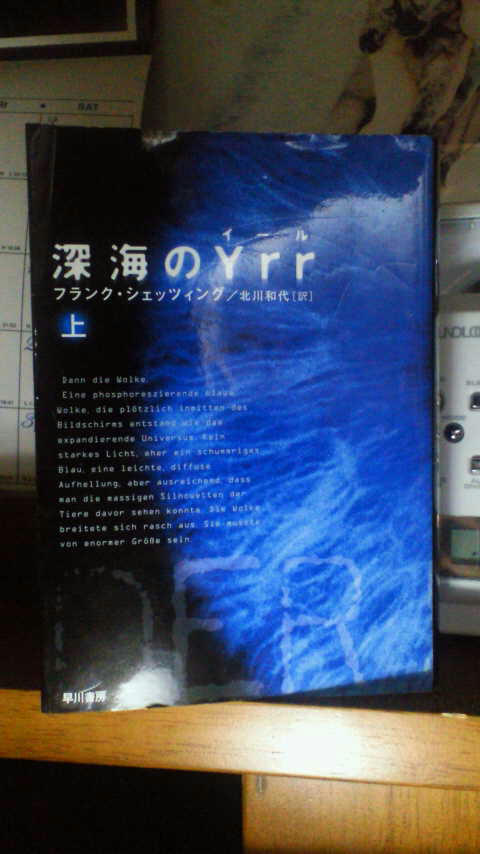 SAT
イール
深海のYrr
フランク・シェッツィング／北川和代［訳］
上
Dann die Wolke.
Eine phosphoreszierende blaue
Wolke, die plötzlich inmitten des
Bildschirms entstand wie das
expandierende Universum. Kein
starkes Licht, eher ein schummriges
Blau, eine leichte, diffuse
Aufhellung, aber ausreichend, dass
man die massigen Silhouetten der
Tiere davor sehen konnte. Die Wolke
breitete sich rasch aus. Sie musste
von enormer Größe sein.
DER
早川書房